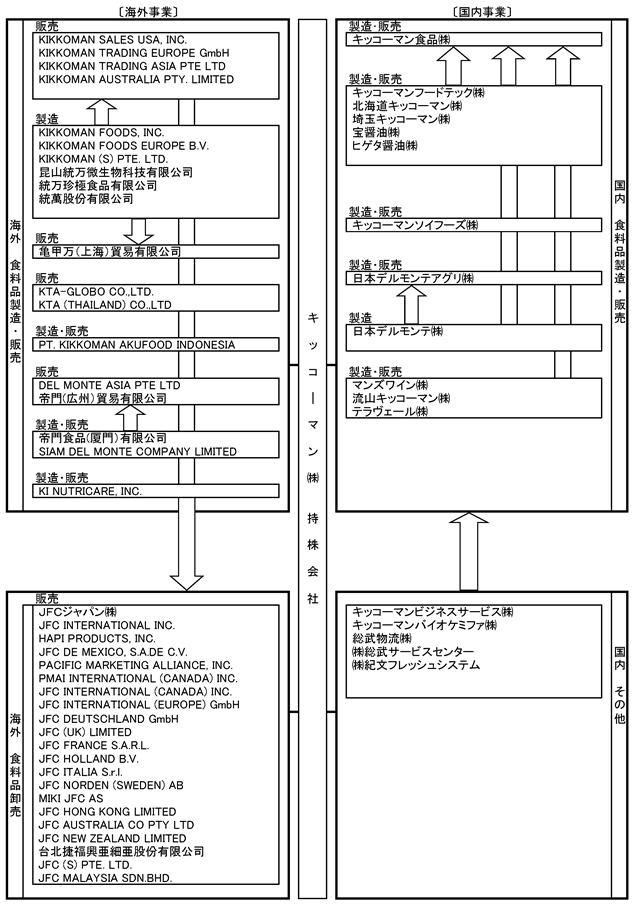 〔海外事業〕
販売
KIKKOMAN SALES USA, INC.
KIKKOMAN TRADING EUROPE GmbH
KIKKOMAN TRADING ASIA PTE LTD
KIKKOMAN AUSTRALIA PTY. LIMITED
製造
KIKKOMAN FOODS, INC.
KIKKOMAN FOODS EUROPE B.V.
KIKKOMAN (S) PTE. LTD.
昆山統万微生物科技有限公司
統万珍極食品有限公司
統萬股份有限公司
販売
亀甲万(上海)貿易有限公司
販売
KTA-GLOBO CO.,LTD.
KTA (THAILAND) CO.,LTD
製造・販売
PT. KIKKOMAN AKUFOOD INDONESIA
販売
DEL MONTE ASIA PTE LTD
帝門(広州)貿易有限公司
製造・販売
帝門食品(厦門)有限公司
SIAM DEL MONTE COMPANY LIMITED
製造・販売
KI NUTRICARE, INC.
海外 食料品製造・販売
販売
JFCジャパン㈱
JFC INTERNATIONAL INC.
HAPI PRODUCTS, INC.
JFC DE MEXICO, S.A.DE C.V.
PACIFIC MARKETING ALLIANCE, INC.
PMAI INTERNATIONAL (CANADA) INC.
JFC INTERNATIONAL (CANADA) INC.
JFC INTERNATIONAL (EUROPE) GmbH
JFC DEUTSCHLAND GmbH
JFC (UK) LIMITED
JFC FRANCE S.A.R.L.
JFC HOLLAND B.V.
JFC ITALIA S.r.l.
JFC NORDEN (SWEDEN) AB
MIKI JFC AS
JFC HONG KONG LIMITED
JFC AUSTRALIA CO PTY LTD
JFC NEW ZEALAND LIMITED
台北捷福興亜細亜股份有限公司
JFC (S) PTE. LTD.
JFC MALAYSIA SDN.BHD.
海外 食料品卸売
キッコーマン㈱ 持株会社
〔国内事業〕
製造・販売
キッコーマン食品㈱
製造・販売
キッコーマンフードテック㈱
北海道キッコーマン㈱
埼玉キッコーマン㈱
宝醤油㈱
ヒゲタ醤油㈱
製造・販売
キッコーマンソイフーズ㈱
製造・販売
日本デルモンテアグリ㈱
製造
日本デルモンテ㈱
製造・販売
マンズワイン㈱
流山キッコーマン㈱
テラヴェール㈱
国内 食料品製造・販売
キッコーマンビジネスサービス㈱
キッコーマンバイオケミファ㈱
総武物流㈱
㈱総武サービスセンター
㈱紀文フレッシュシステム
国内 その他